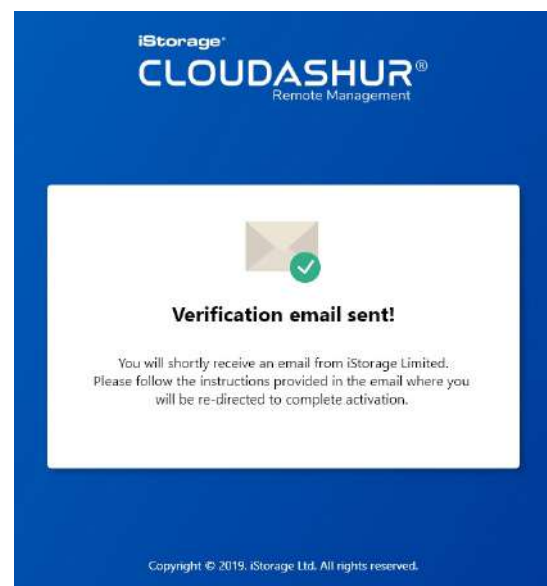 iStorage®
CLOUDASHUR®
Remote Management
Verification email sent!
You will shortly receive an email from iStorage Limited.
Please follow the instructions provided in the email where you
will be re-directed to complete activation.
Copyright © 2019. iStorage Ltd. All rights reserved.